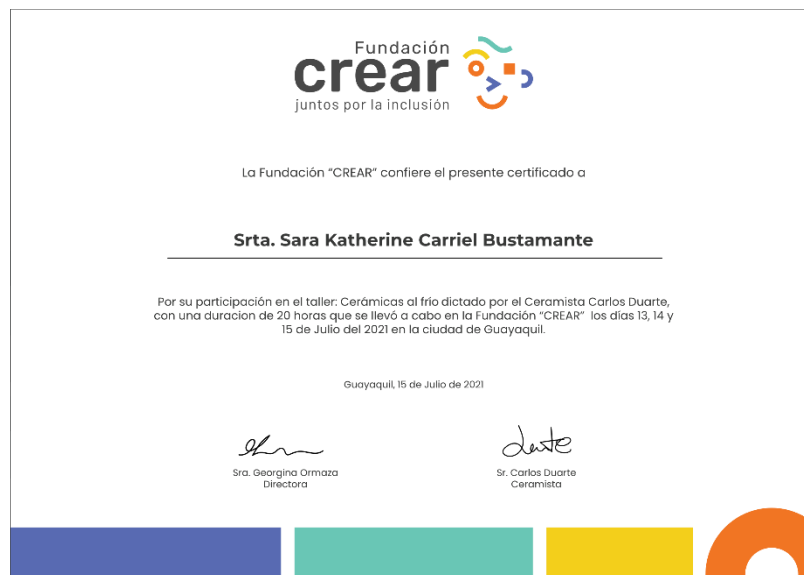 Fundación
crear
juntos por la inclusión
La Fundación "CREAR" confiere el presente certificado a
Srta. Sara Katherine Carriel Bustamante
Por su participación en el taller: Cerámicas al frío dictado por el Ceramista Carlos Duarte,
con una duracion de 20 horas que se llevó a cabo en la Fundación "CREAR" los días 13, 14 y
15 de Julio del 2021 en la ciudad de Guayaquil.
Guayaquil, 15 de Julio de 2021
Sra. Georgina Ormaza
Directora
Sr. Carlos Duarte
Ceramista